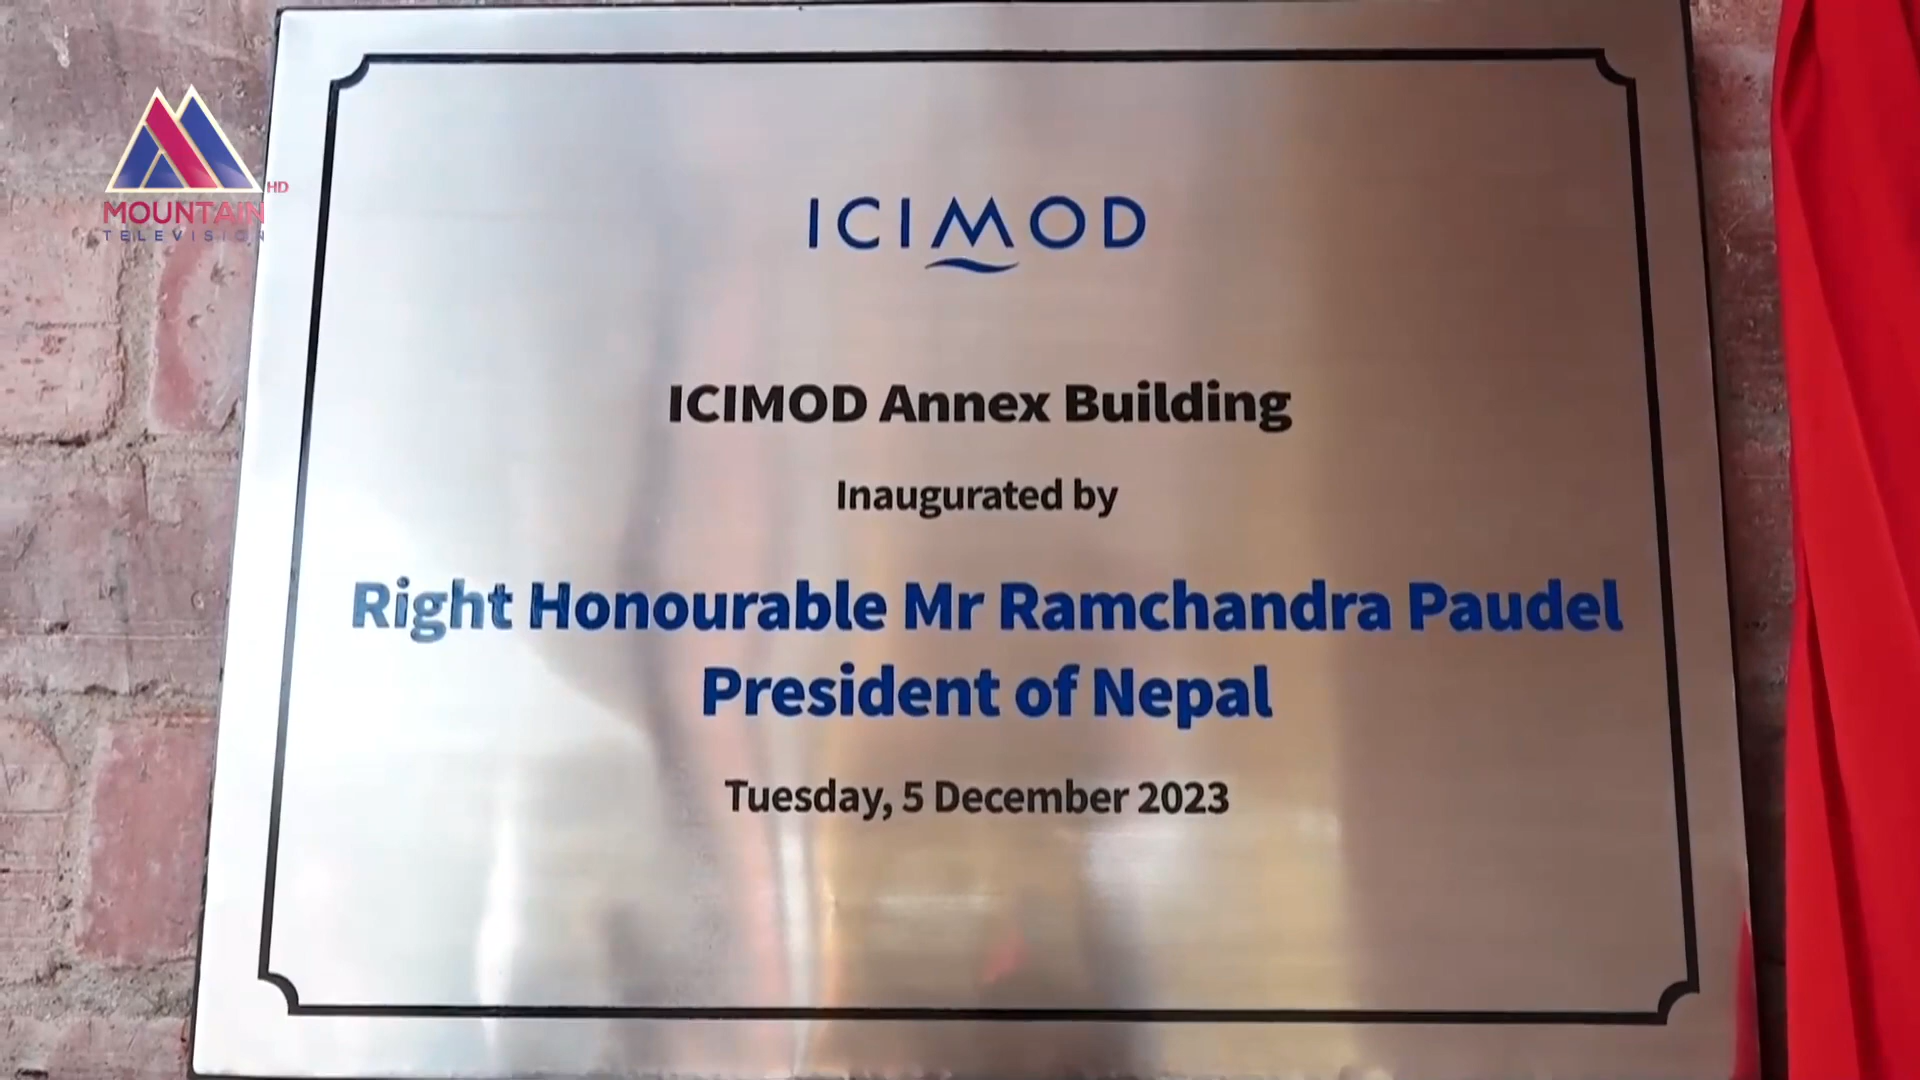 HD
MOUNTAIN
TELEVISION
ICIMOD
ICIMOD Annex Building
Inaugurated by
Right Honourable Mr Ramchandra Paudel
President of Nepal
Tuesday, 5 December 2023